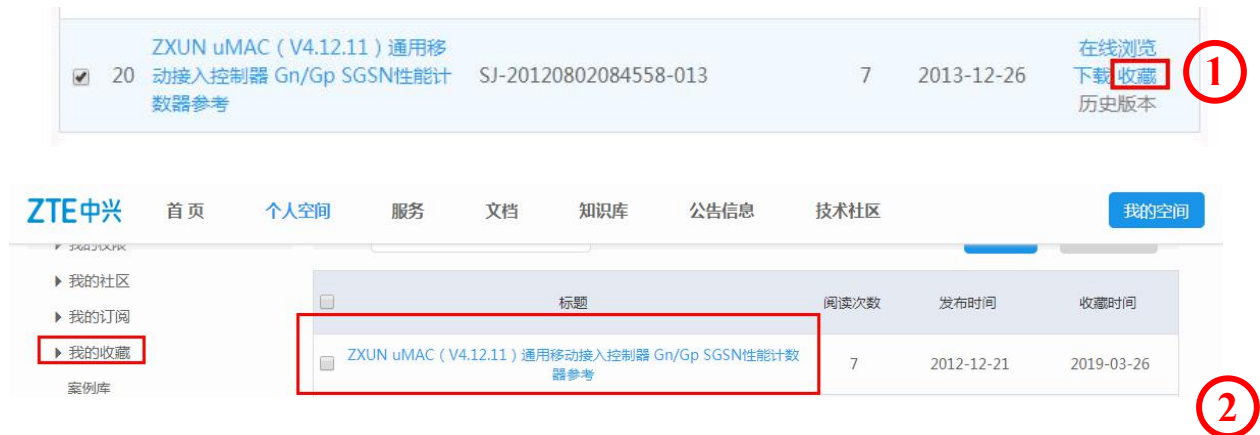 ZXUN uMAC（V4.12.11）通用移
动接入控制器 Gn/Gp SGSN性能计
数器参考
20
SJ-20120802084558-013
7
2013-12-26
在线浏览
下载 收藏
历史版本
1
ZTE中兴 首页 个人空间 服务 文档 知识库 公告信息 技术社区 我的空间
我的权限
我的社区
我的订阅
我的收藏
案例库
标题 阅读次数 发布时间 收藏时间
ZXUN uMAC（V4.12.11）通用移动接入控制器 Gn/Gp SGSN性能计数
器参考
7 2012-12-21 2019-03-26
2